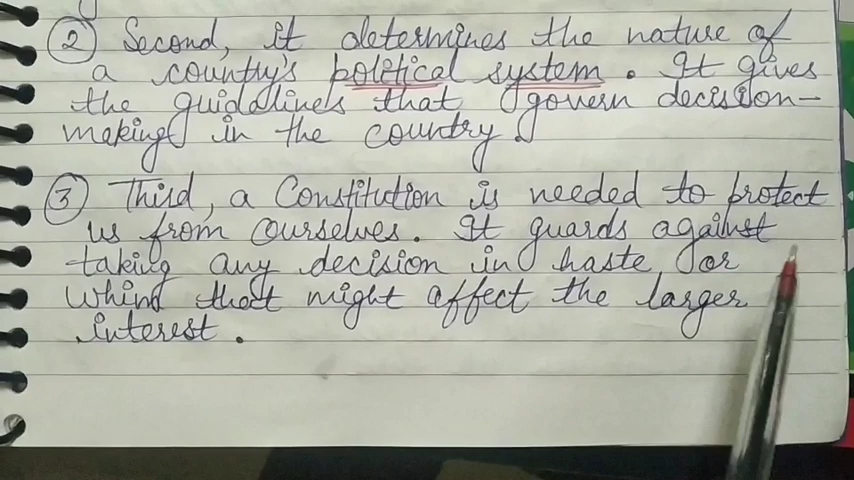 ② Second, it determines the nature of
a country's political system. It gives
the guidelines that govern decision-
making in the country.
③ Third, a Constitution is needed to protect
us from ourselves. It guards against
taking any decision in haste or
whim that might affect the larger
interest.